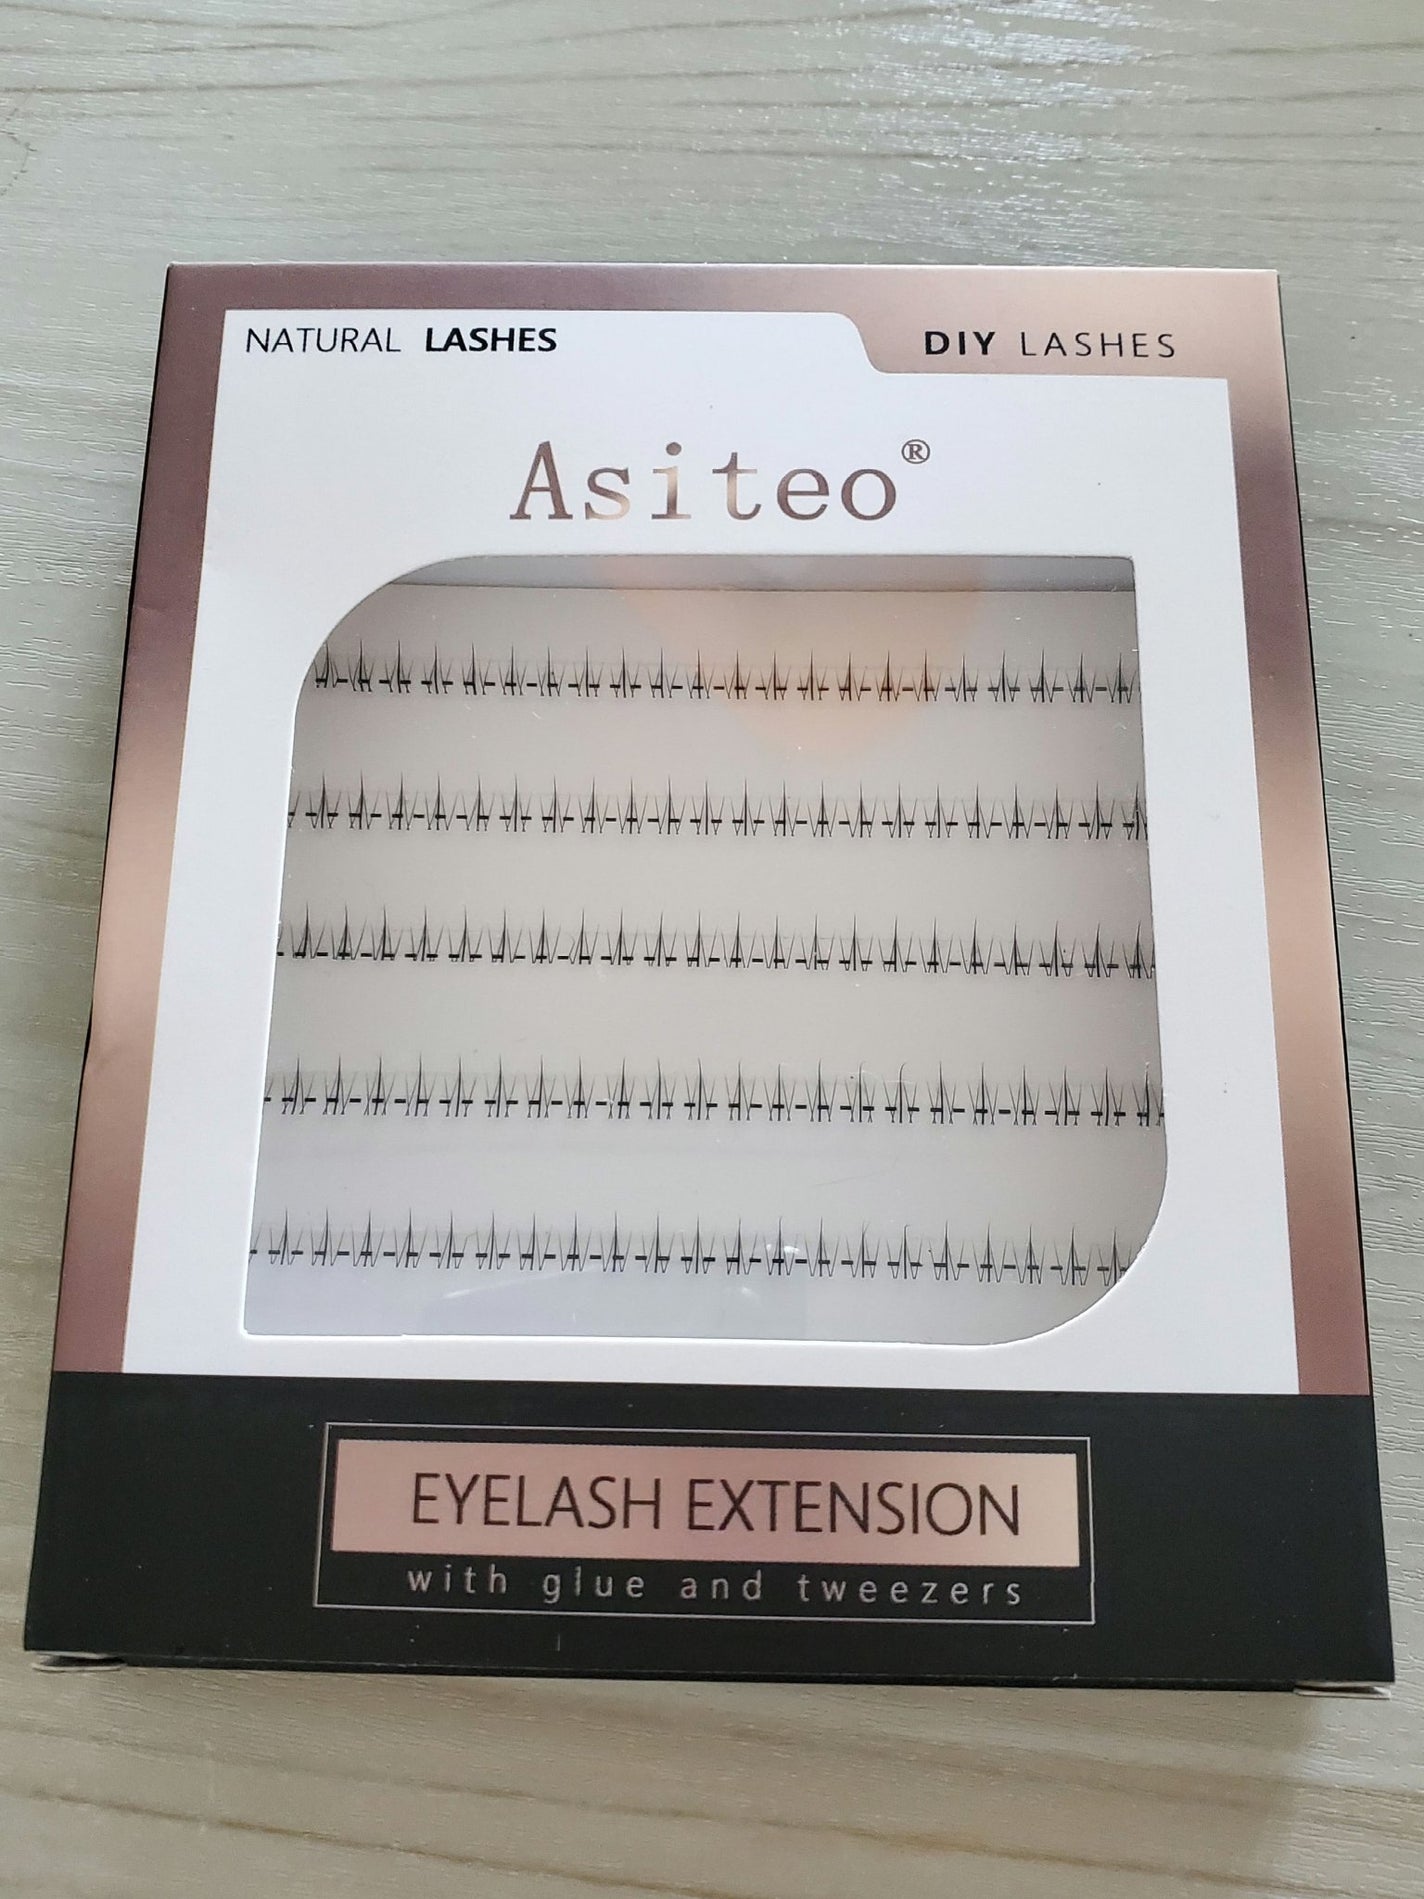 NATURAL LASHES
DIY LASHES
Asiteo®
EYELASH EXTENSION
with glue and tweezers